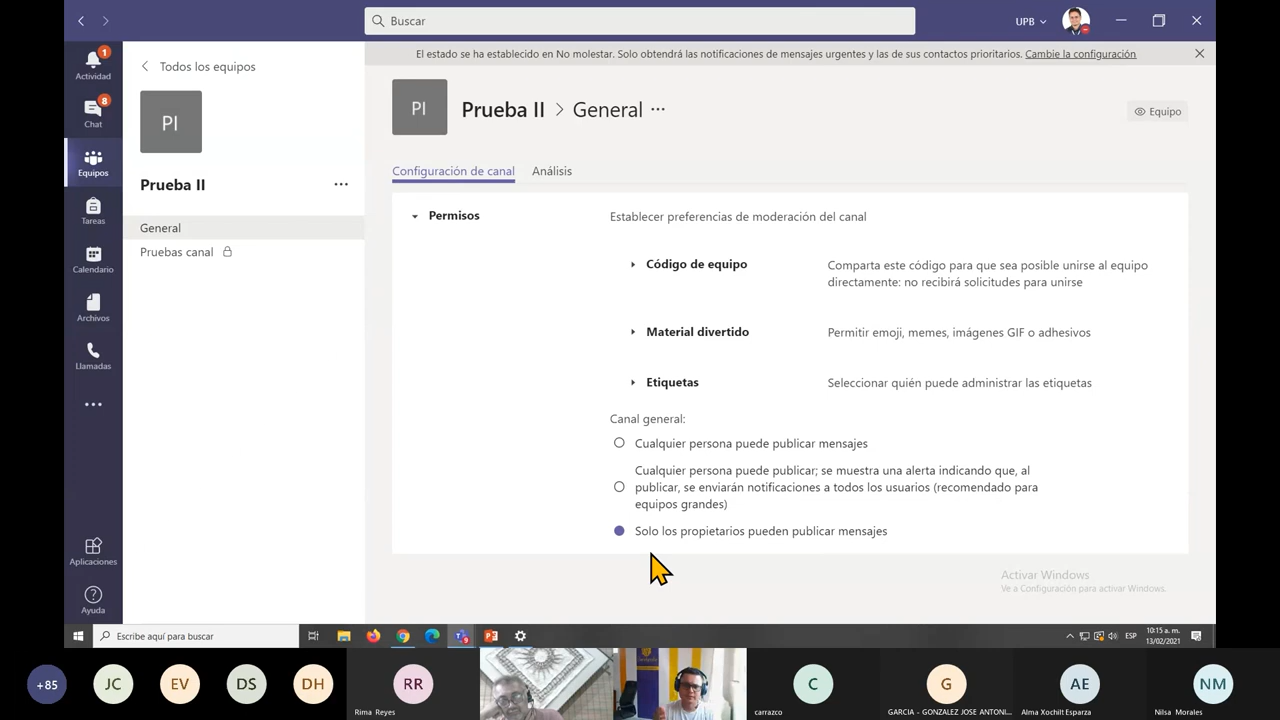 Buscar
UPB
El estado se ha establecido en No molestar. Solo obtendrá las notificaciones de mensajes urgentes y las de sus contactos prioritarios. Cambie la configuración.
1
Actividad
8
Chat
Equipos
Tareas
Calendario
Archivos
Llamadas
Aplicaciones
Ayuda
Todos los equipos
PI
Prueba II
General
Pruebas canal
PI
Prueba II > General
Equipo
Configuración de canal
Análisis
Permisos
Establecer preferencias de moderación del canal
Código de equipo
Comparta este código para que sea posible unirse al equipo
directamente: no recibirá solicitudes para unirse
Material divertido
Permitir emoji, memes, imágenes GIF o adhesivos
Etiquetas
Seleccionar quién puede administrar las etiquetas
Canal general:
Cualquier persona puede publicar mensajes
Cualquier persona puede publicar; se muestra una alerta indicando que, al
publicar, se enviarán notificaciones a todos los usuarios (recomendado para
equipos grandes)
Solo los propietarios pueden publicar mensajes
Activar Windows
Ve a Configuración para activar Windows.
Escribe aquí para buscar
ESP
10:15 a. m.
13/02/2021
+85
JC
EV
DS
DH
RR
Rima Reyes
C
carrazco
G
GARCIA - GONZALEZ JOSE ANTONI...
AE
Alma Xochilt Esparza
NM
Nilsa Morales